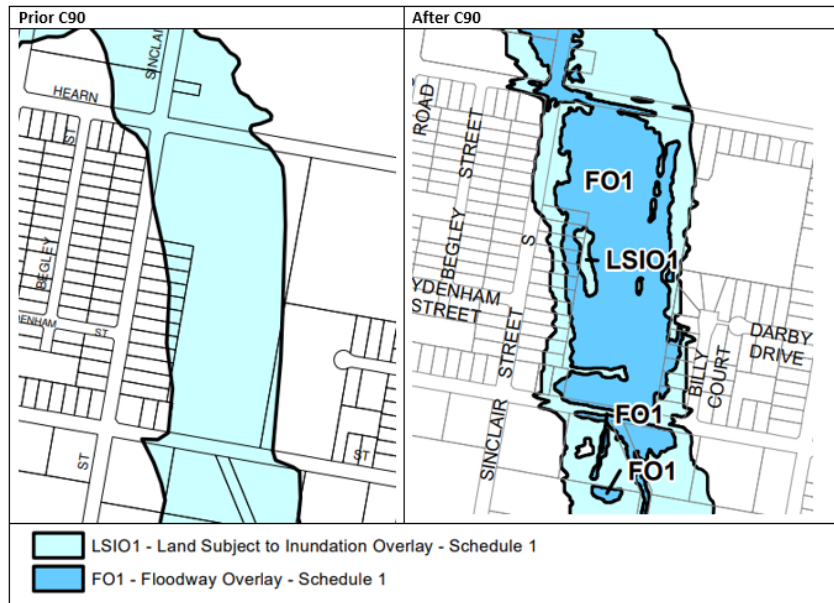 Prior C90
After C90
SINCLAIR
HEARN
ST
BEGLEY
DENHAM
ST
ST
ST
ROAD
STREET
BEGLEY
FO1
S
LSIO1
YDENHAM
STREET
STREET
DARBY
DRIVE
BILLY
COURT
FO1
SINCLAIR
FO1
LSIO1 - Land Subject to Inundation Overlay - Schedule 1
FO1 - Floodway Overlay - Schedule 1